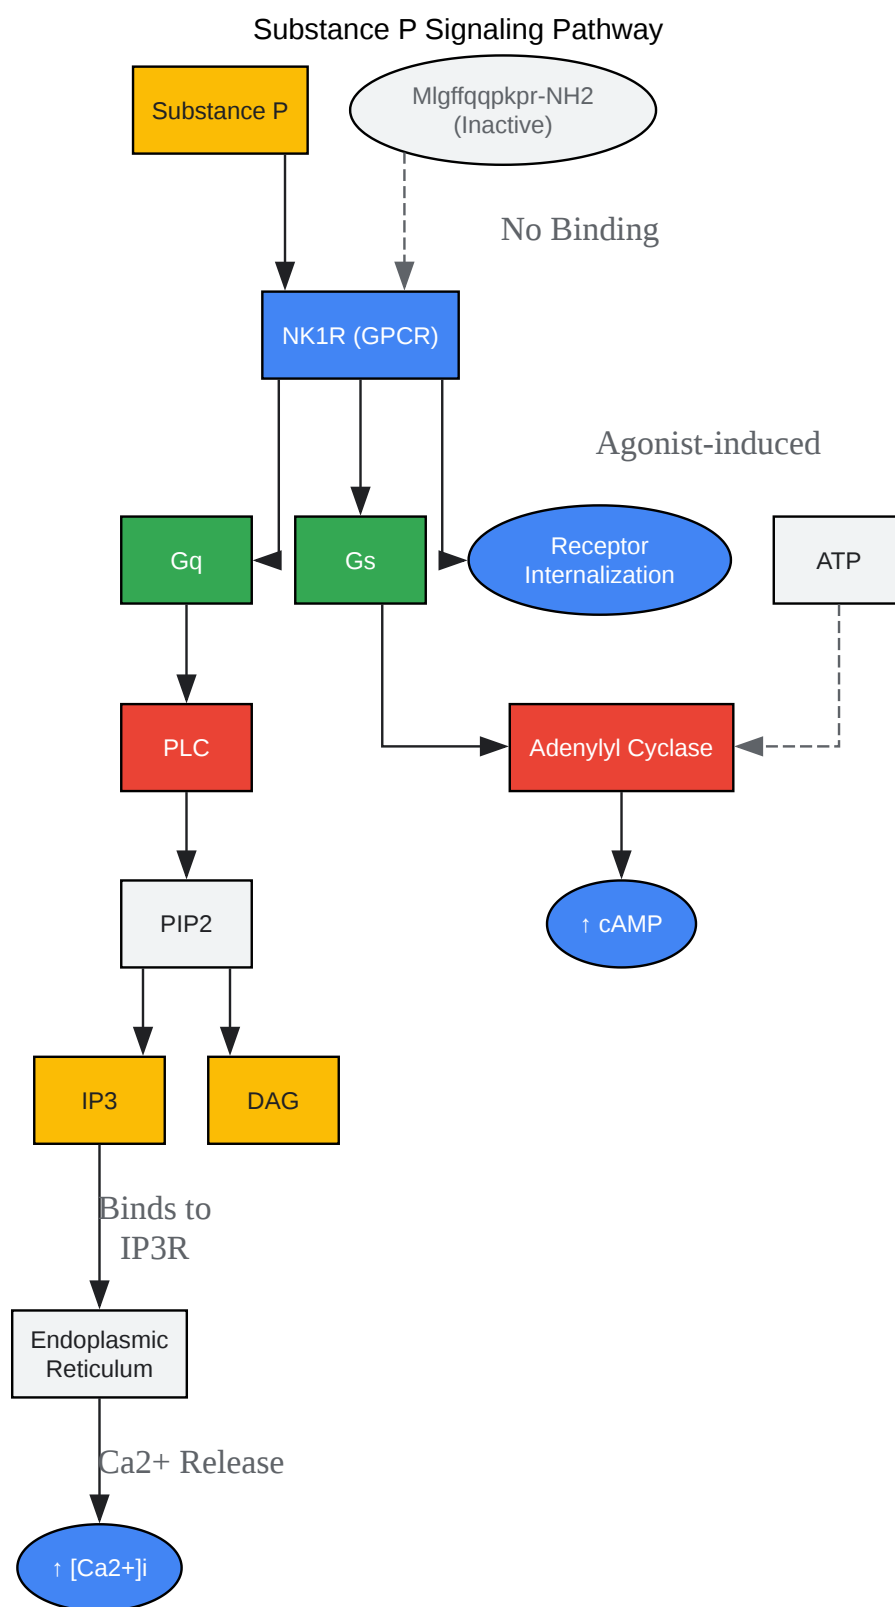 Substance P Signaling Pathway
Substance P
Mlgffqqpkpr-NH2
(Inactive)
No Binding
NK1R (GPCR)
Agonist-induced
Gq
Gs
Receptor
Internalization
ATP
PLC
Adenylyl Cyclase
PIP2
↑ cAMP
IP3
DAG
Binds to
IP3R
Endoplasmic
Reticulum
Ca2+ Release
↑ [Ca2+]i